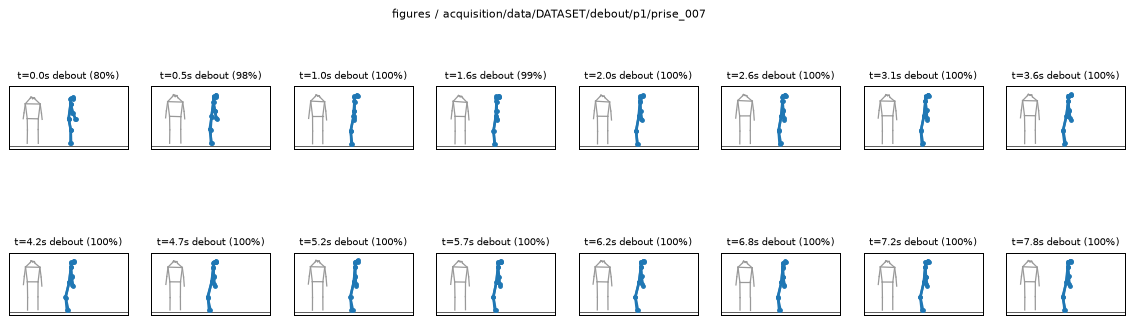 figures / acquisition/data/DATASET/debout/p1/prise_007
t=0.0s debout (80%) t=0.5s debout (98%) t=1.0s debout (100%) t=1.6s debout (99%) t=2.0s debout (100%) t=2.6s debout (100%) t=3.1s debout (100%) t=3.6s debout (100%)
t=4.2s debout (100%) t=4.7s debout (100%) t=5.2s debout (100%) t=5.7s debout (100%) t=6.2s debout (100%) t=6.8s debout (100%) t=7.2s debout (100%) t=7.8s debout (100%)